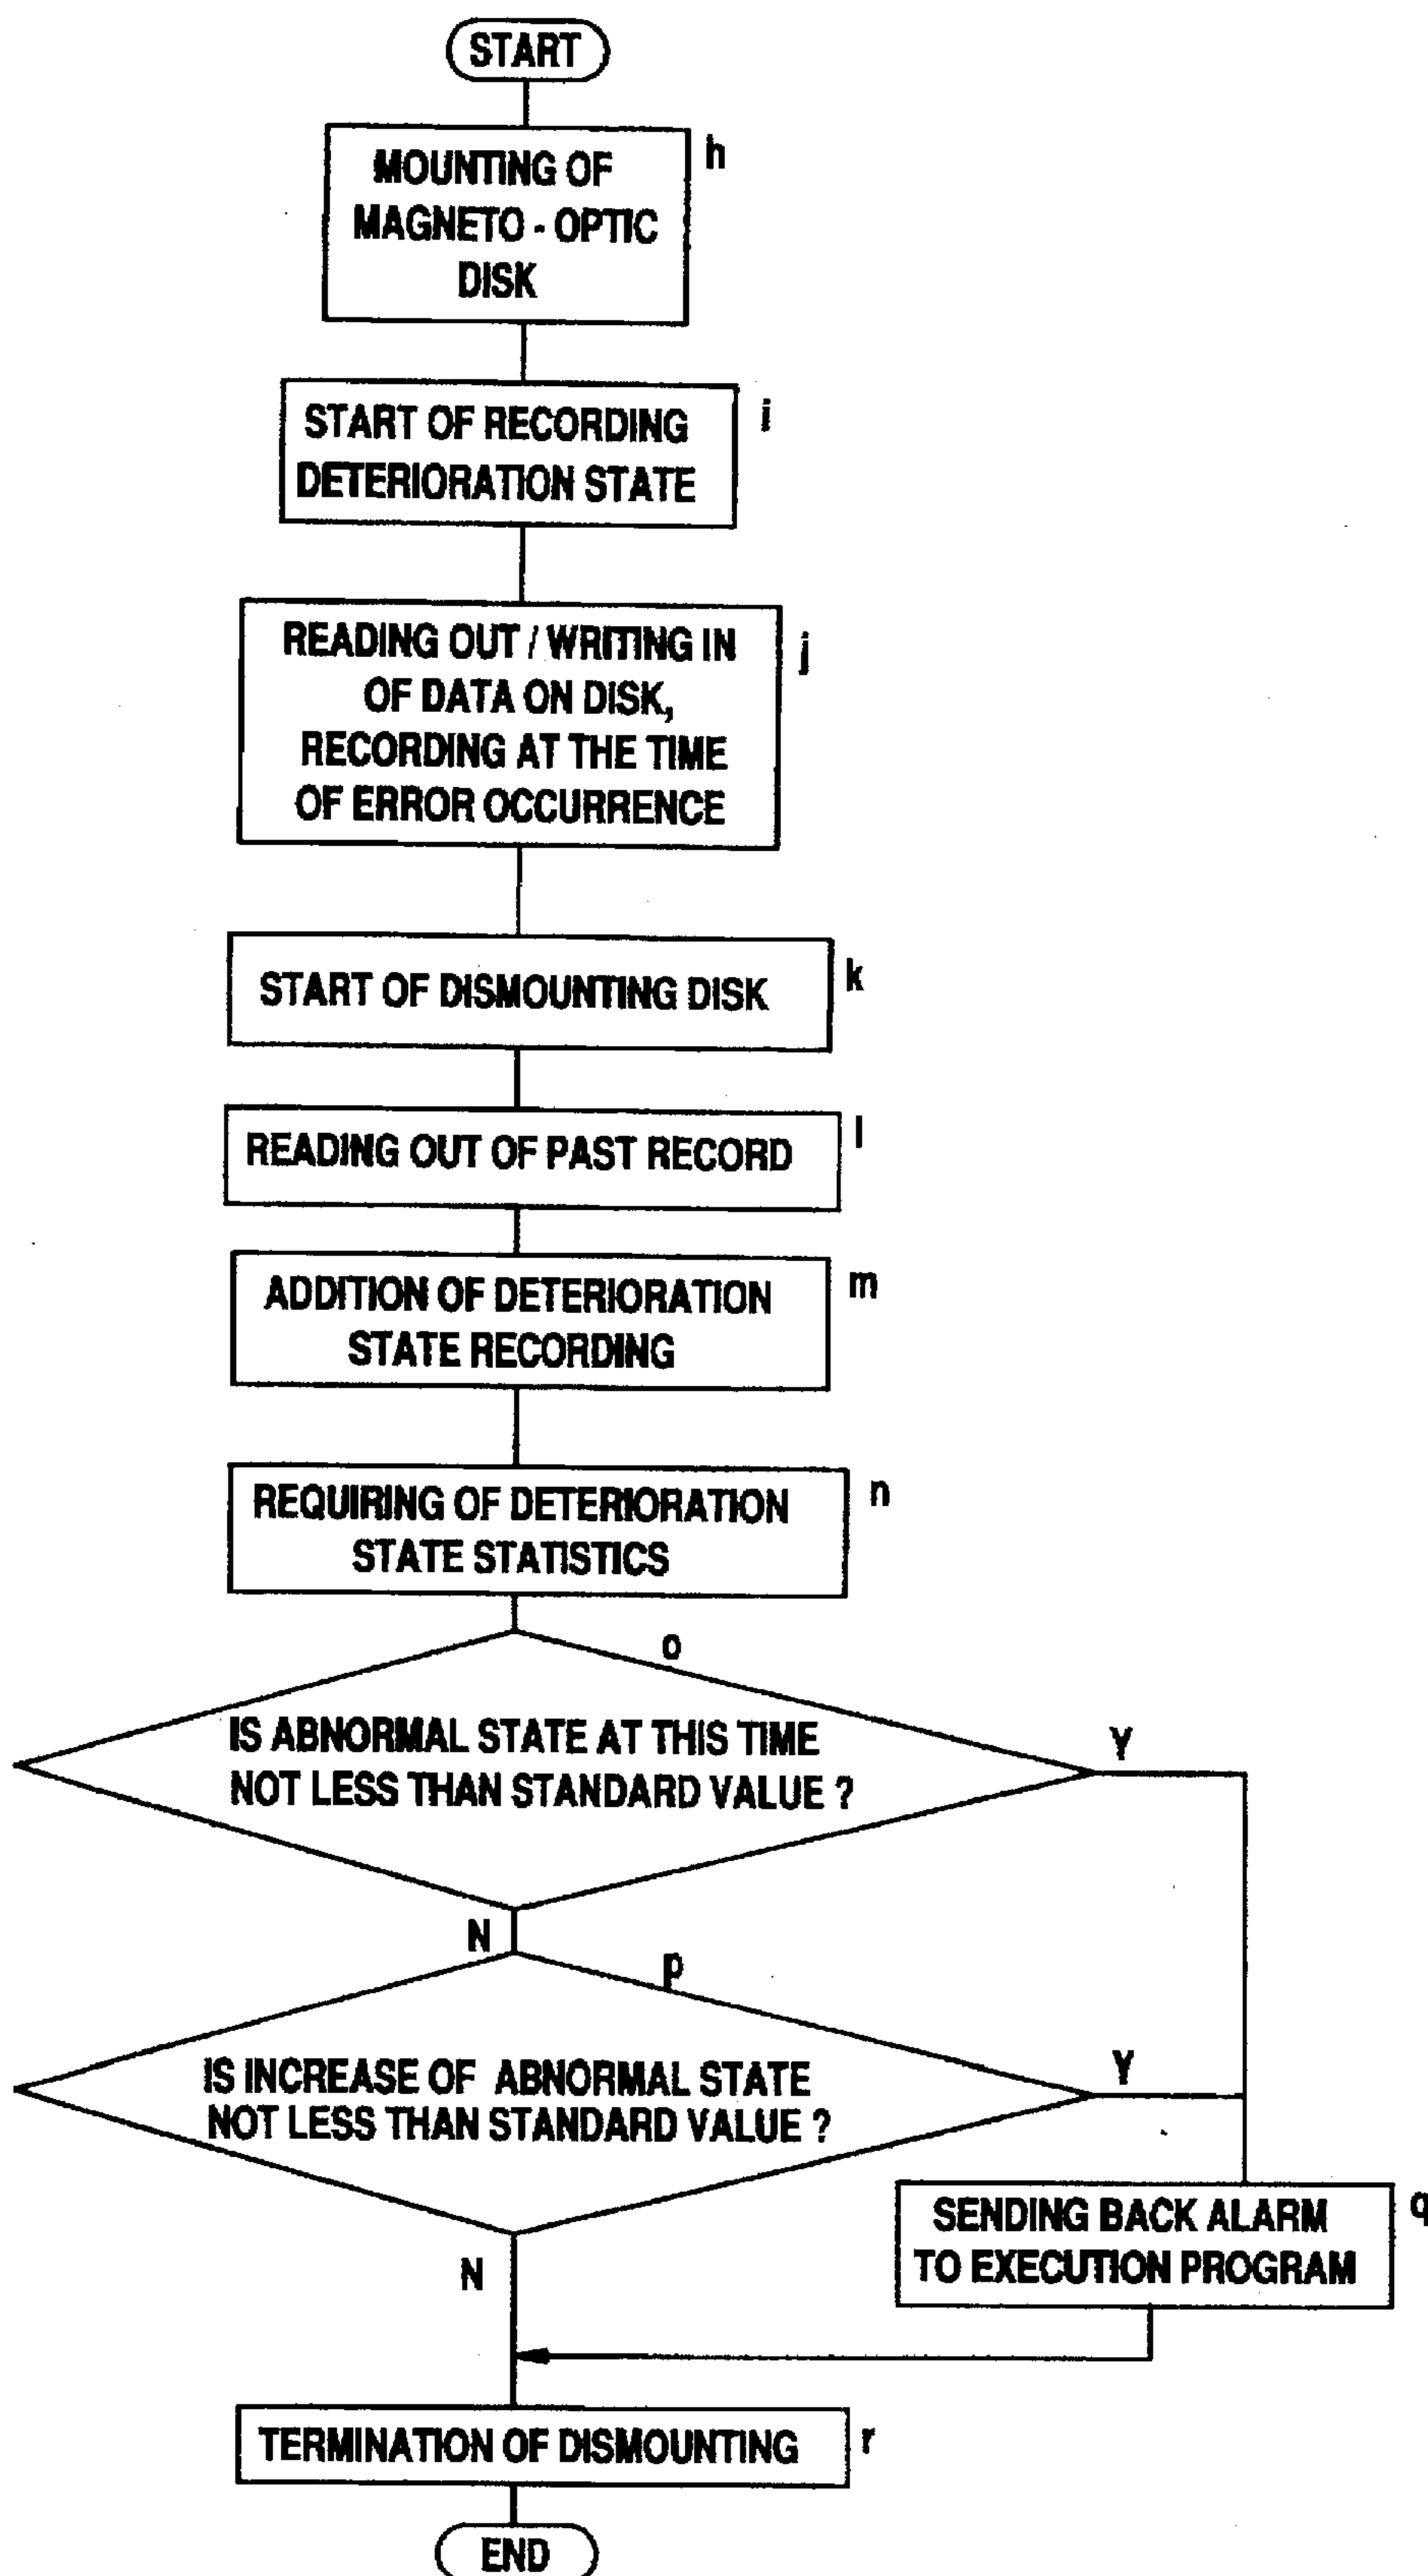 START
h
MOUNTING OF
MAGNETO - OPTIC
DISK
i
START OF RECORDING
DETERIORATION STATE
j
READING OUT / WRITING IN
OF DATA ON DISK,
RECORDING AT THE TIME
OF ERROR OCCURRENCE
k
START OF DISMOUNTING DISK
l
READING OUT OF PAST RECORD
m
ADDITION OF DETERIORATION
STATE RECORDING
n
REQUIRING OF DETERIORATION
STATE STATISTICS
o
IS ABNORMAL STATE AT THIS TIME
NOT LESS THAN STANDARD VALUE ?
Y
N
p
IS INCREASE OF ABNORMAL STATE
NOT LESS THAN STANDARD VALUE ?
Y
N
q
SENDING BACK ALARM
TO EXECUTION PROGRAM
TERMINATION OF DISMOUNTING
r
END